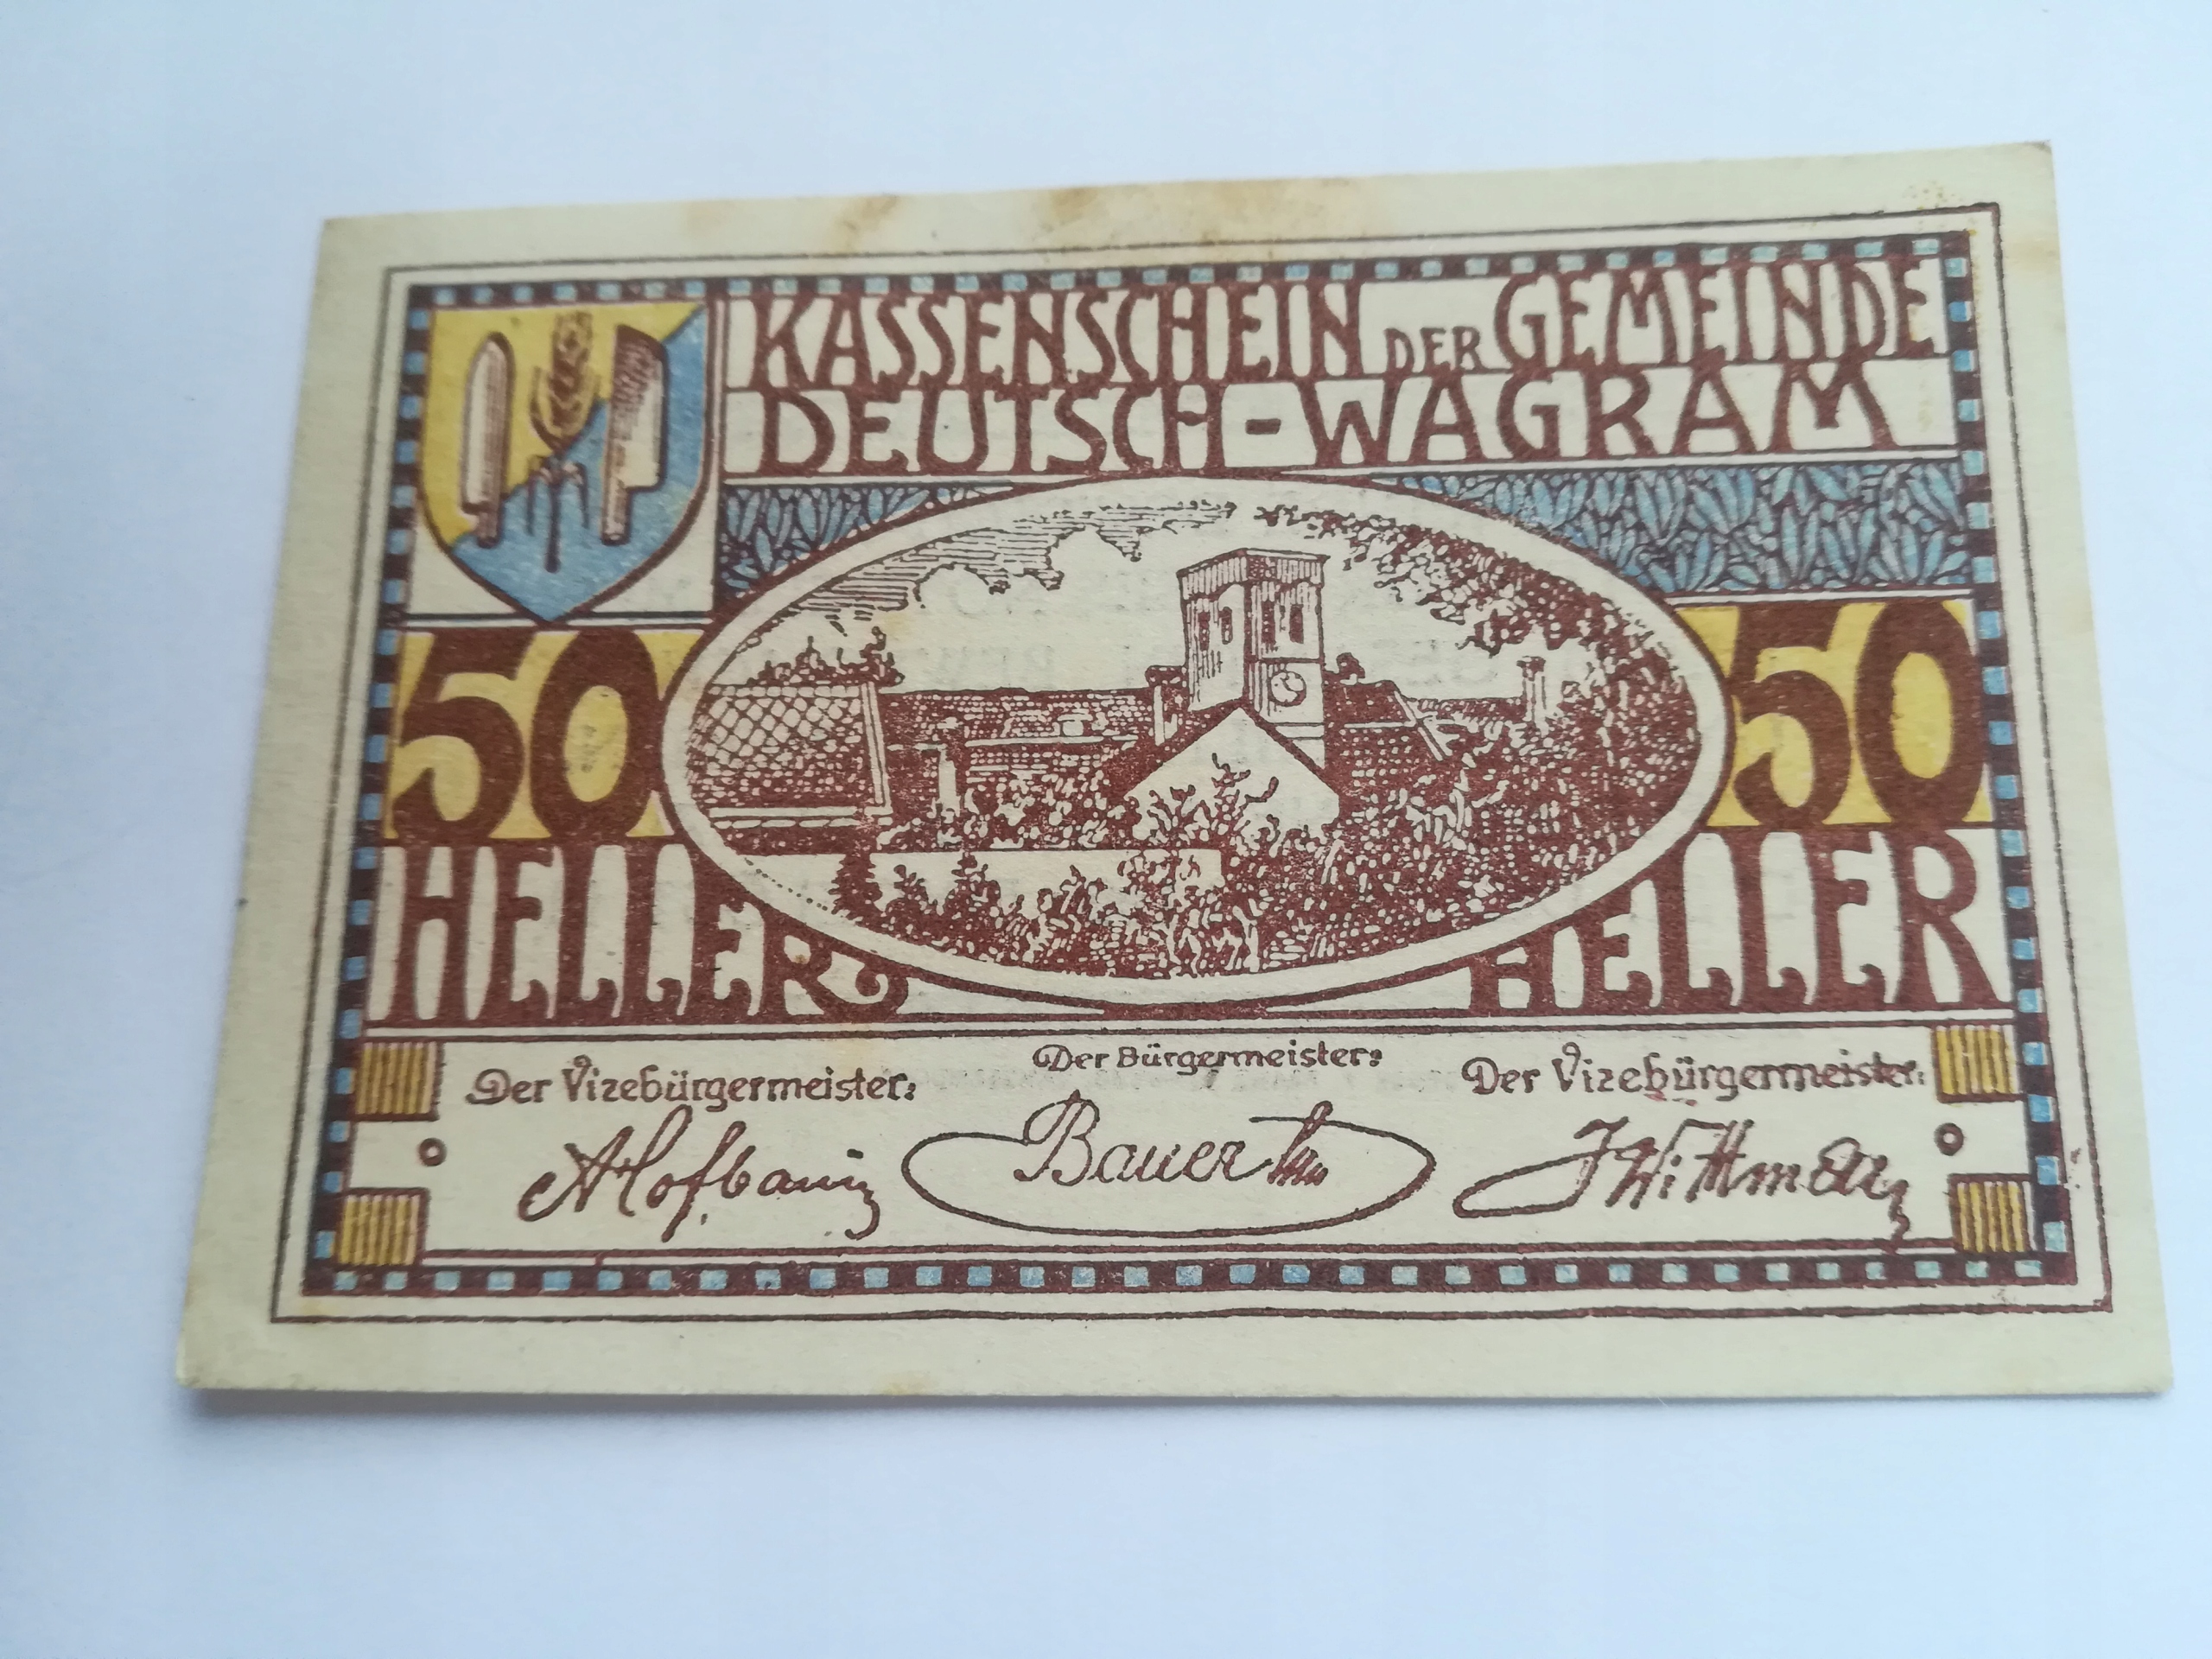 KASSENSCHEIN DER GEMEINDE
DEUTSCH-WAGRAM
50 50
HELLER HELLER
Der Vizebürgermeister: Der Bürgermeister: Der Vizebürgermeister:
Bauer